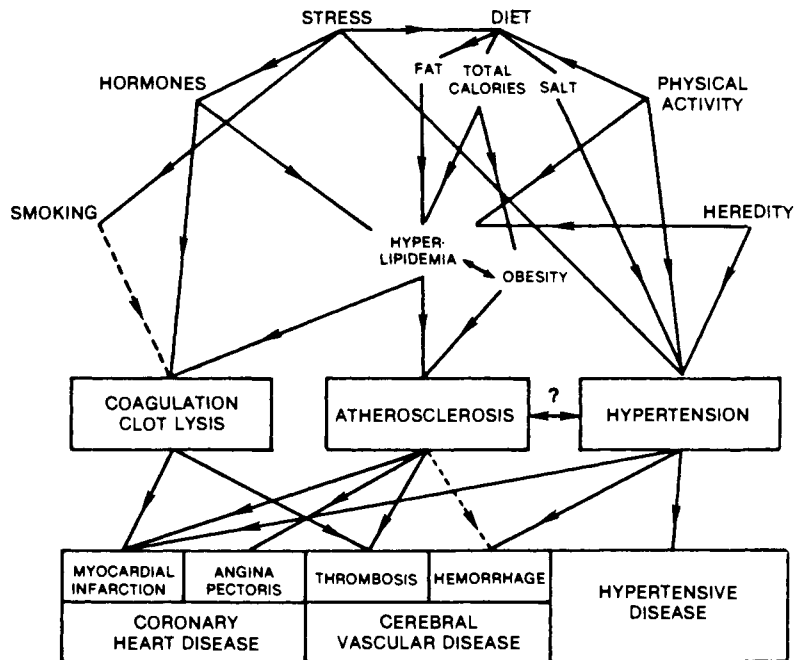 STRESS
DIET
HORMONES
FAT
TOTAL
CALORIES
SALT
PHYSICAL
ACTIVITY
SMOKING
HEREDITY
HYPER-
LIPIDEMIA
OBESITY
COAGULATION
CLOT LYSIS
ATHEROSCLEROSIS
?
HYPERTENSION
MYOCARDIAL
INFARCTION
ANGINA
PECTORIS
THROMBOSIS
HEMORRHAGE
HYPERTENSIVE
DISEASE
CORONARY
HEART DISEASE
CEREBRAL
VASCULAR DISEASE